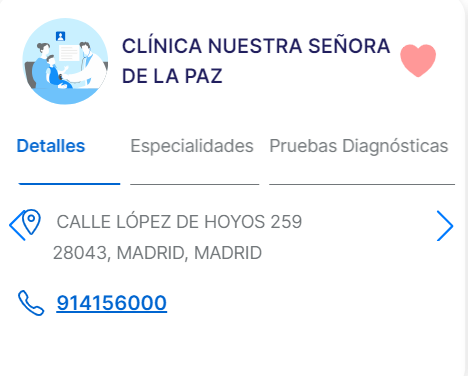 CLÍNICA NUESTRA SEÑORA
DE LA PAZ
Detalles Especialidades Pruebas Diagnósticas
CALLE LÓPEZ DE HOYOS 259
28043, MADRID, MADRID
914156000